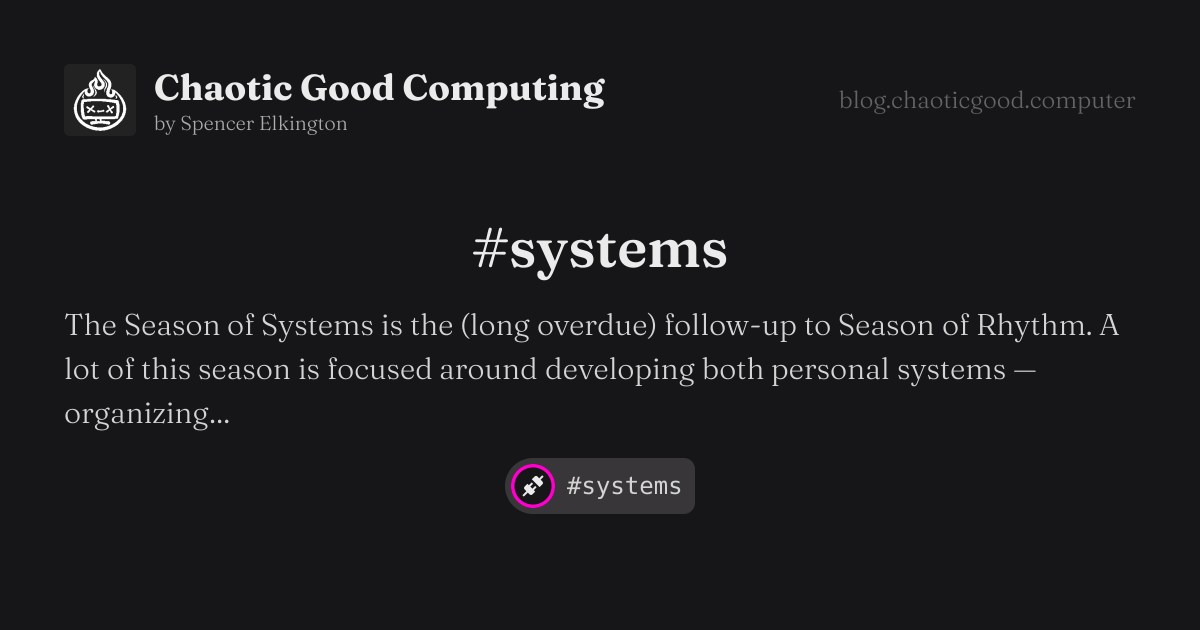 Chaotic Good Computing
by Spencer Elkington
blog.chaoticgood.computer
#systems
The Season of Systems is the (long overdue) follow-up to Season of Rhythm. A
lot of this season is focused around developing both personal systems —
organizing...
#systems